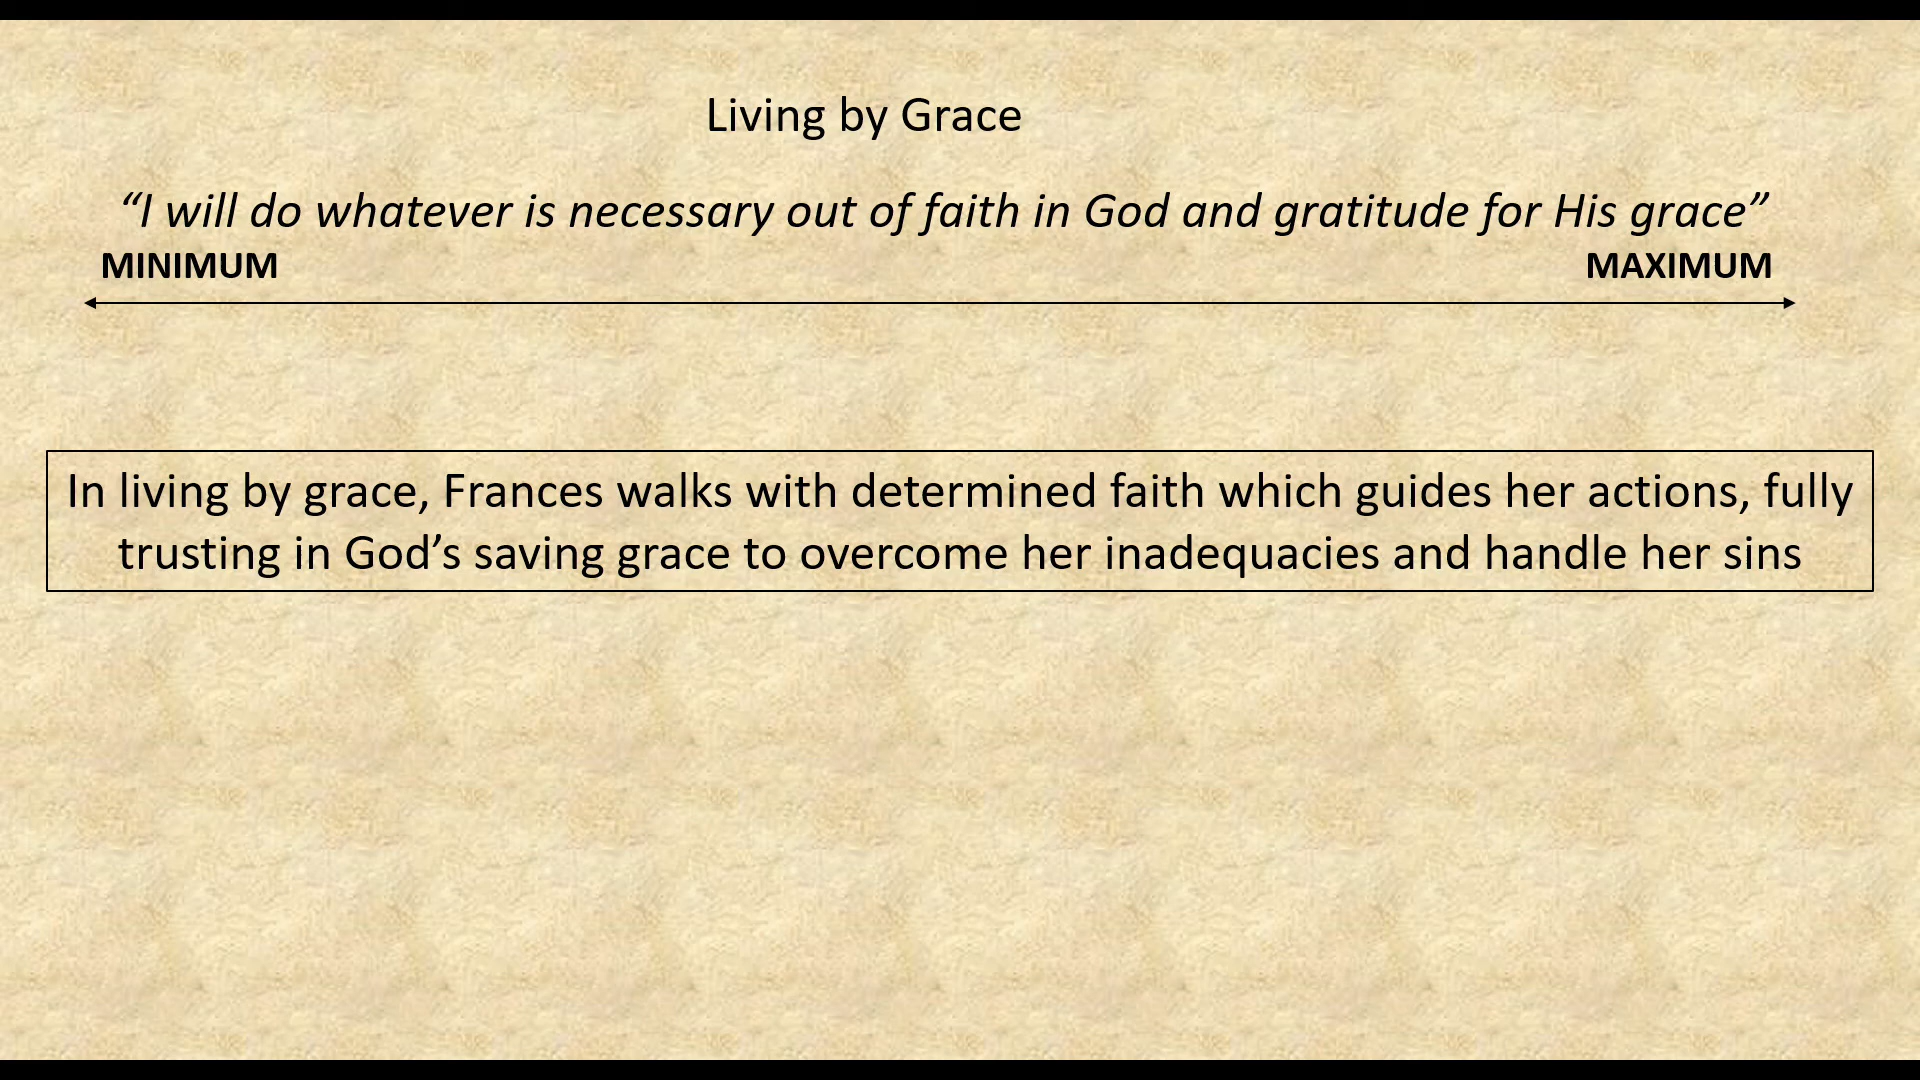 Living by Grace
“I will do whatever is necessary out of faith in God and gratitude for His grace”
MINIMUM MAXIMUM
In living by grace, Frances walks with determined faith which guides her actions, fully
trusting in God’s saving grace to overcome her inadequacies and handle her sins